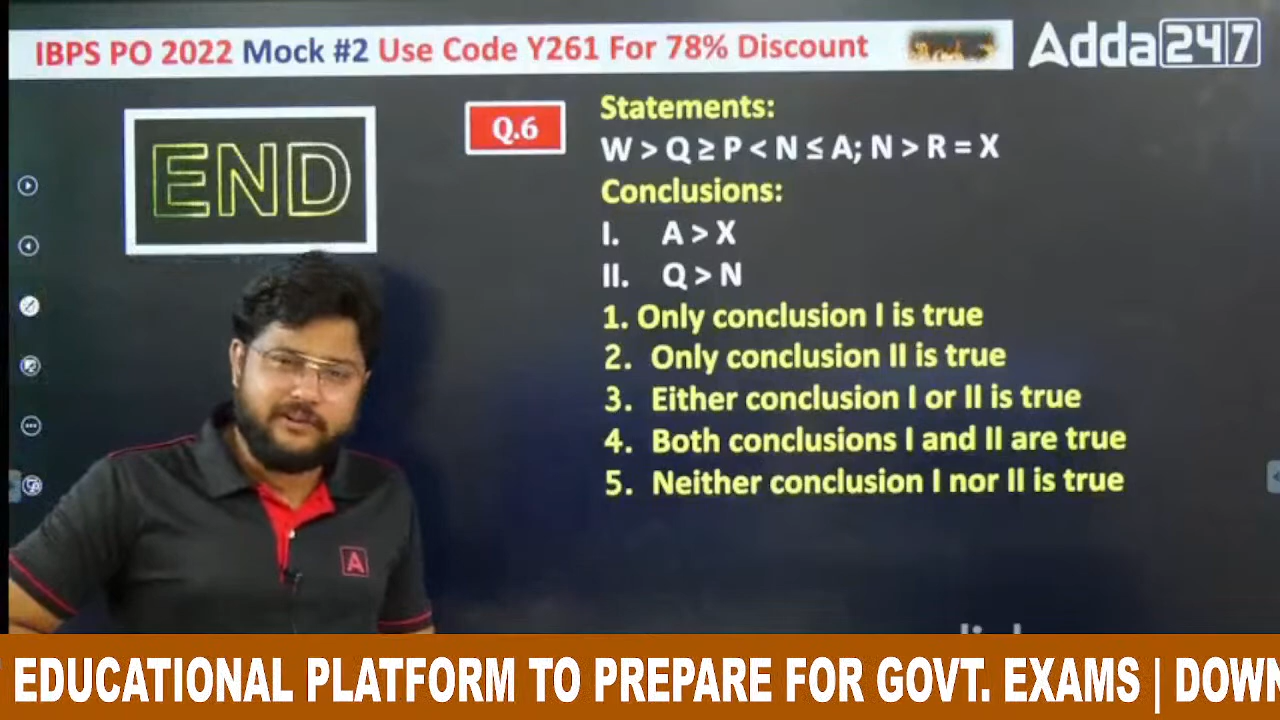 IBPS PO 2022 Mock #2 Use Code Y261 For 78% Discount
Adda247
END
Q.6
Statements:
W > Q ≥ P < N ≤ A; N > R = X
Conclusions:
I. A > X
II. Q > N
1. Only conclusion I is true
2. Only conclusion II is true
3. Either conclusion I or II is true
4. Both conclusions I and II are true
5. Neither conclusion I nor II is true
A
EDUCATIONAL PLATFORM TO PREPARE FOR GOVT. EXAMS | DOWN